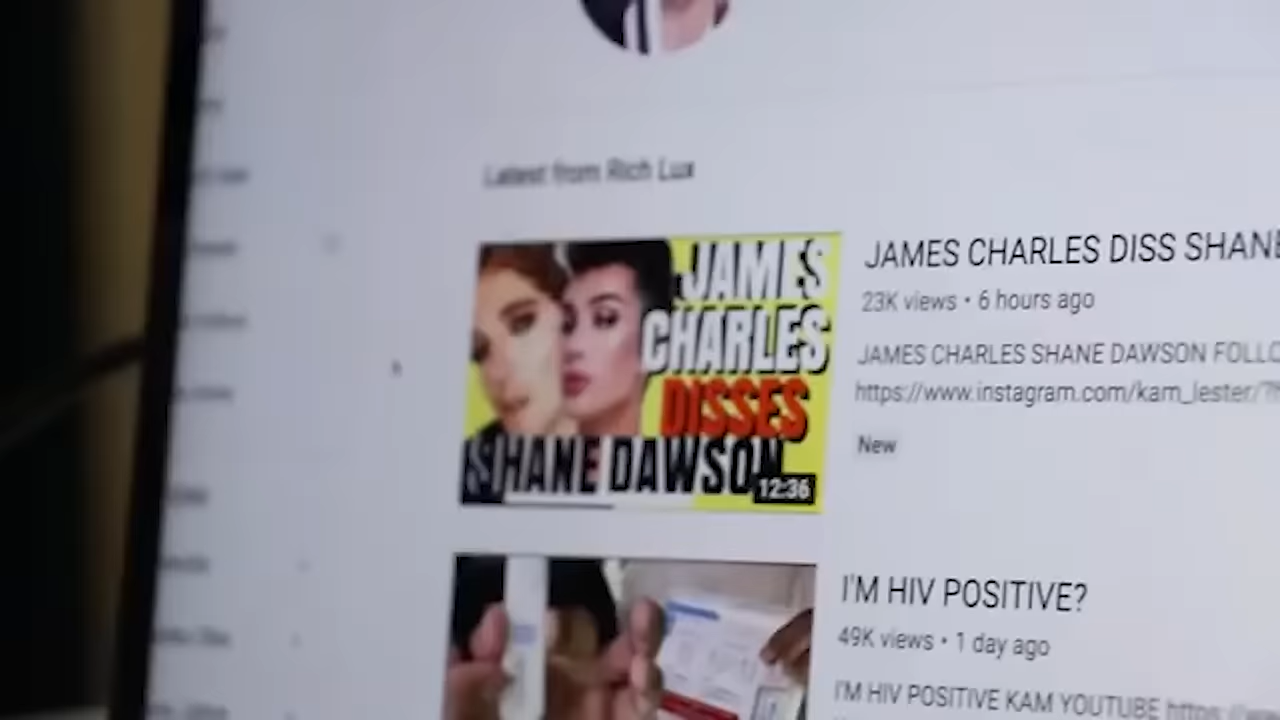 Latest from Rich Lux
JAMES
CHARLES
DISSES
SHANE DAWSON
12:36
JAMES CHARLES DISS SHANE
23K views • 6 hours ago
JAMES CHARLES SHANE DAWSON FOLLO
https://www.instagram.com/kam_lester/?h
New
I'M HIV POSITIVE?
49K views • 1 day ago
I'M HIV POSITIVE KAM YOUTUBE https://